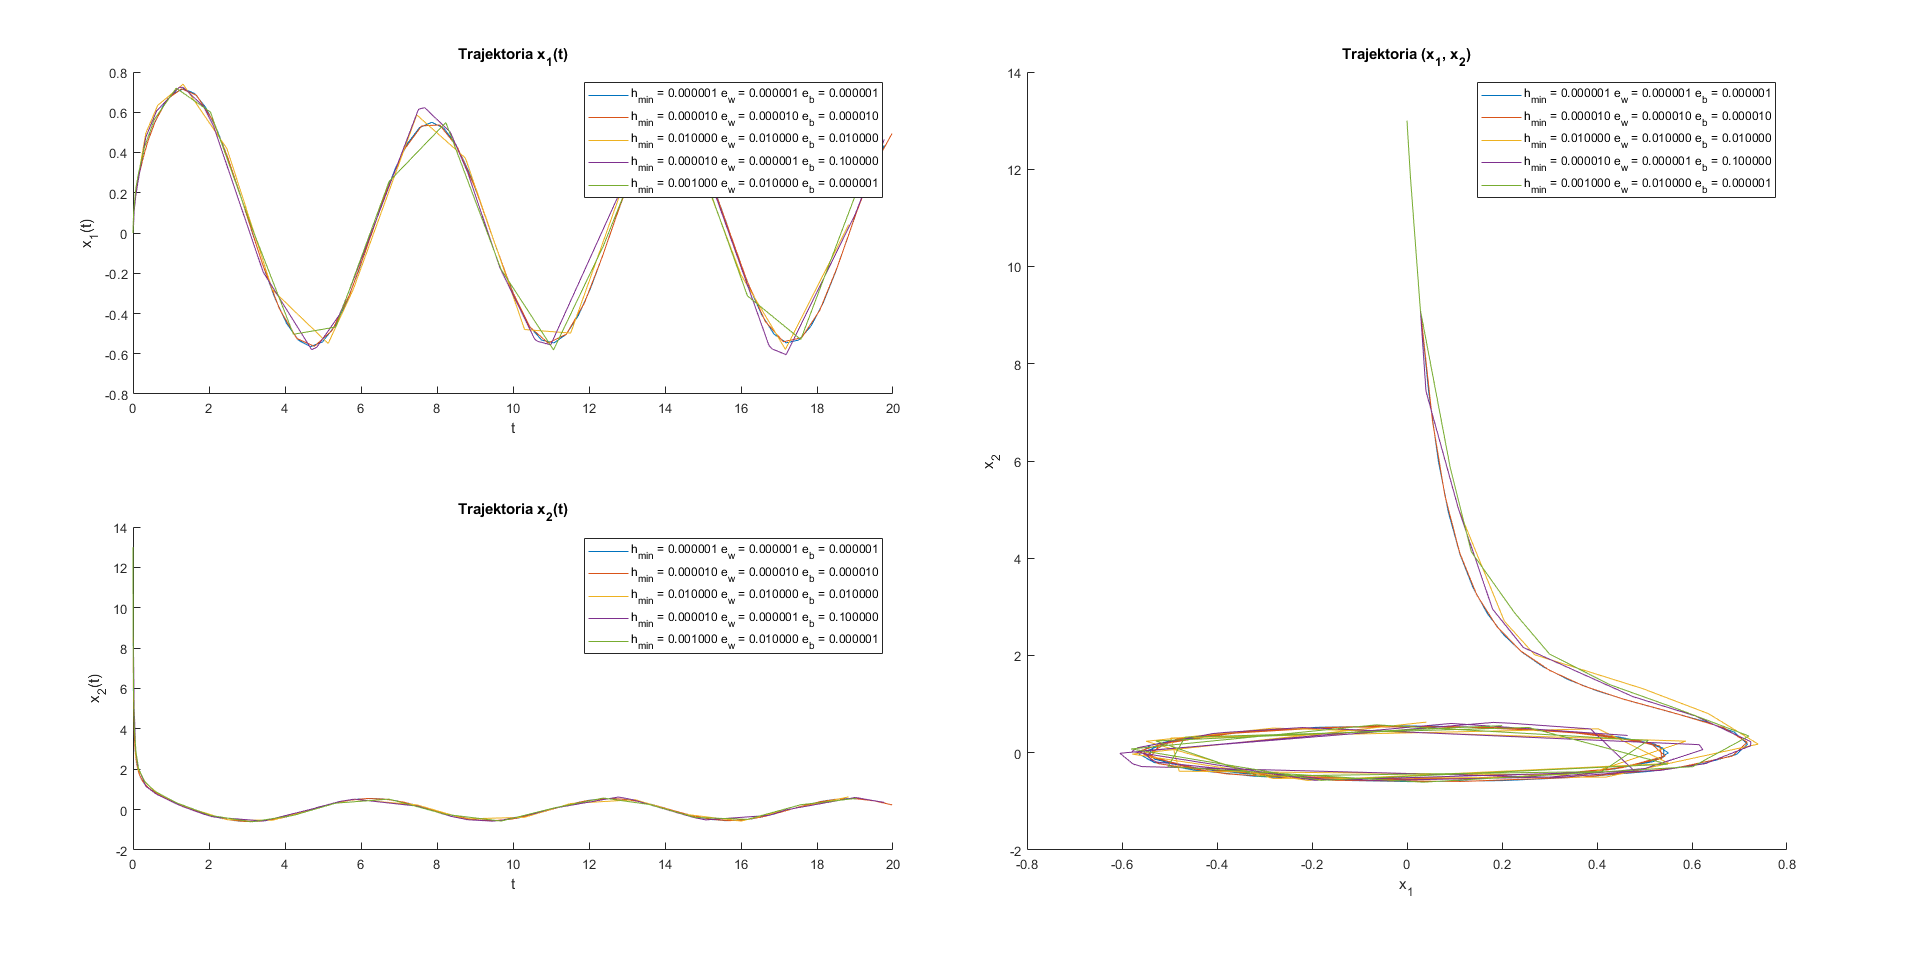 Trajektoria x1(t)
0.8
0.6
0.4
0.2
0
-0.2
-0.4
-0.6
-0.8
x1(t)
0 2 4 6 8 10 12 14 16 18 20
t
hmin = 0.000001 ew = 0.000001 eb = 0.000001
hmin = 0.000010 ew = 0.000010 eb = 0.000010
hmin = 0.010000 ew = 0.010000 eb = 0.010000
hmin = 0.000010 ew = 0.000001 eb = 0.100000
hmin = 0.001000 ew = 0.010000 eb = 0.000001
Trajektoria x2(t)
14
12
10
8
6
4
2
0
-2
x2(t)
0 2 4 6 8 10 12 14 16 18 20
t
hmin = 0.000001 ew = 0.000001 eb = 0.000001
hmin = 0.000010 ew = 0.000010 eb = 0.000010
hmin = 0.010000 ew = 0.010000 eb = 0.010000
hmin = 0.000010 ew = 0.000001 eb = 0.100000
hmin = 0.001000 ew = 0.010000 eb = 0.000001
Trajektoria (x1, x2)
14
12
10
8
6
4
2
0
-2
x2
-0.8 -0.6 -0.4 -0.2 0 0.2 0.4 0.6 0.8
x1
hmin = 0.000001 ew = 0.000001 eb = 0.000001
hmin = 0.000010 ew = 0.000010 eb = 0.000010
hmin = 0.010000 ew = 0.010000 eb = 0.010000
hmin = 0.000010 ew = 0.000001 eb = 0.100000
hmin = 0.001000 ew = 0.010000 eb = 0.000001